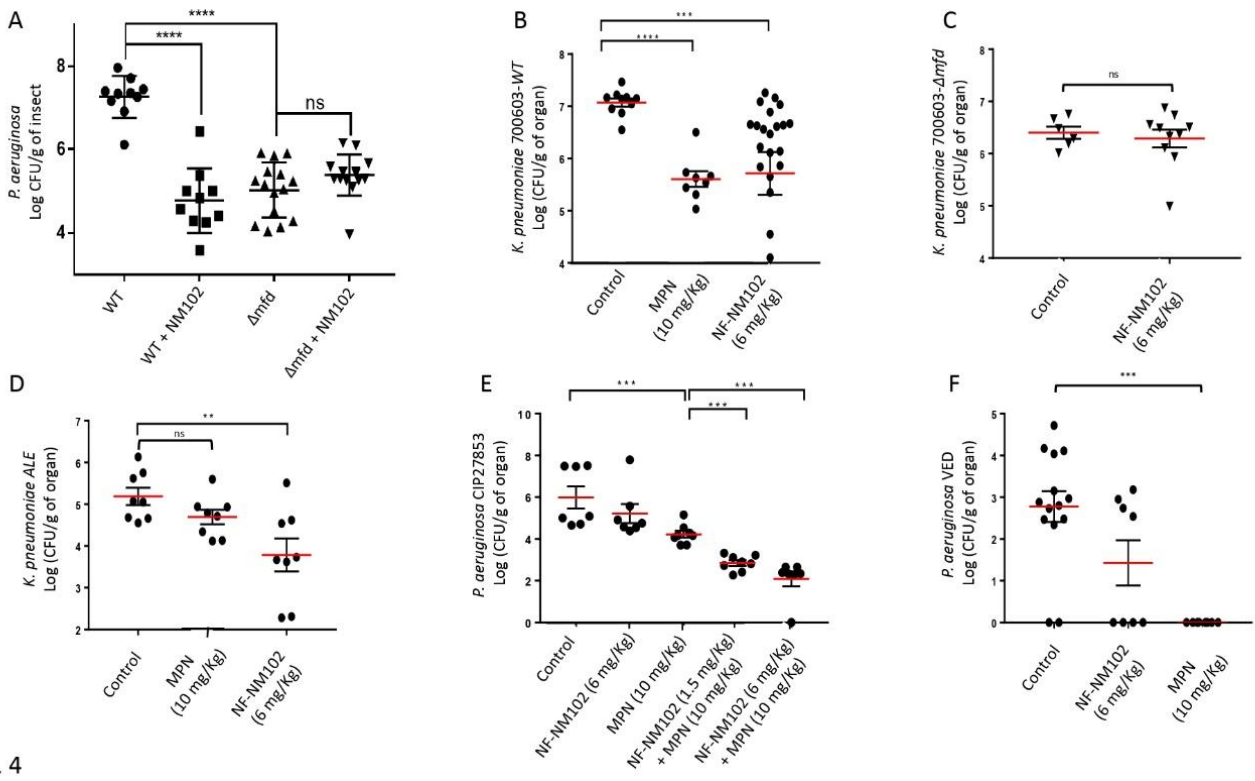 A
P. aeruginosa
Log CFU/g of insect
8
6
4
****
****
ns
WT
WT + NM102
Δmfd
Δmfd + NM102
B
K. pneumoniae 700603-WT
Log (CFU/g of organ)
8
7
6
5
4
***
****
Control
MPN
(10 mg/Kg)
NF-NM102
(6 mg/Kg)
C
K. pneumoniae 700603-Δmfd
Log (CFU/g of organ)
8
7
6
5
4
ns
Control
NF-NM102
(6 mg/Kg)
D
K. pneumoniae ALE
Log (CFU/g of organ)
7
6
5
4
3
2
**
ns
Control
MPN
(10 mg/Kg)
NF-NM102
(6 mg/Kg)
E
P. aeruginosa CIP27853
Log (CFU/g of organ)
10
8
6
4
2
0
***
***
***
Control
NF-NM102 (6 mg/Kg)
MPN (10 mg/Kg)
NF-NM102 (1.5 mg/Kg)
+ MPN (10 mg/Kg)
NF-NM102 (6 mg/Kg)
+ MPN (10 mg/Kg)
F
P. aeruginosa VED
Log (CFU/g of organ)
5
4
3
2
1
0
***
Control
NF-NM102
(6 mg/Kg)
MPN
(10 mg/Kg)
. 4